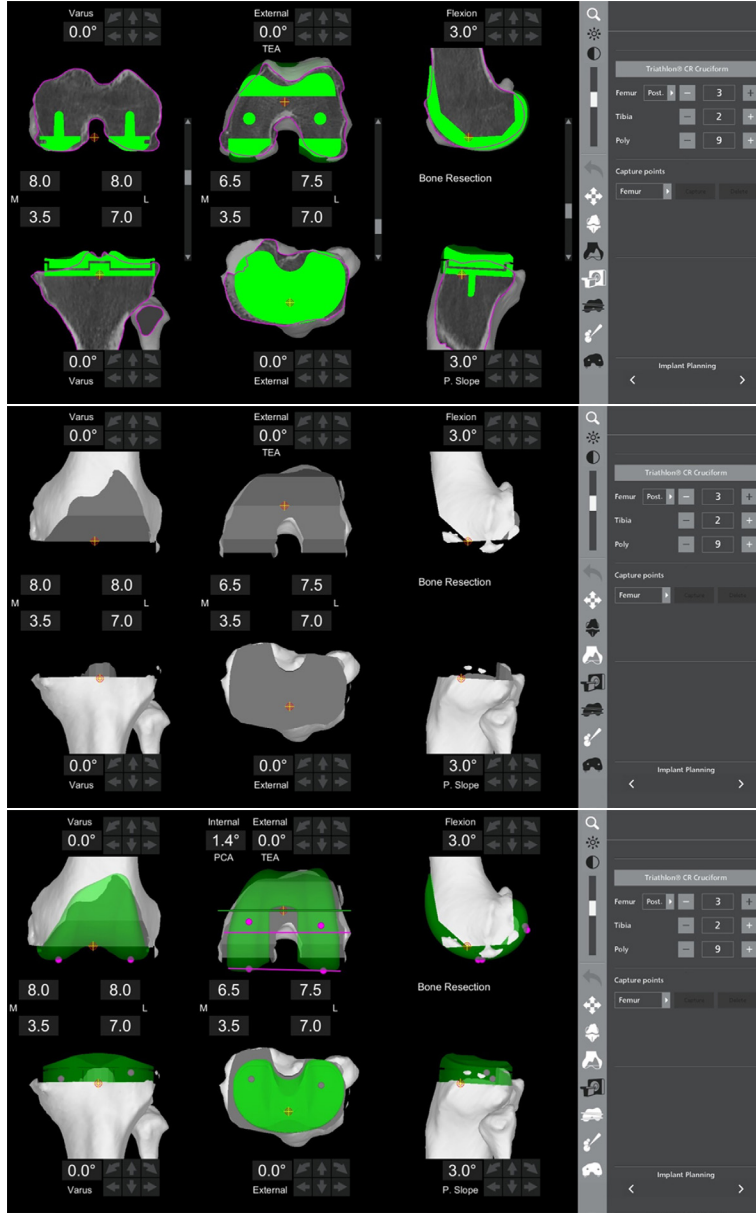 Varus External Flexion
0.0° 0.0° 3.0°
TEA
Triathlon® CR Cruciform
Femur Post. − 3 +
Tibia − 2 +
Poly − 9 +
Capture points
Femur
8.0 8.0 6.5 7.5 Bone Resection
M L
3.5 7.0 3.5 7.0
0.0° 0.0° 3.0°
Varus External P. Slope
Implant Planning
< >
Varus External Flexion
0.0° 0.0° 3.0°
TEA
Triathlon® CR Cruciform
Femur Post. − 3 +
Tibia − 2 +
Poly − 9 +
Capture points
Femur
8.0 8.0 6.5 7.5 Bone Resection
M L
3.5 7.0 3.5 7.0
0.0° 0.0° 3.0°
Varus External P. Slope
Implant Planning
< >
Varus Internal External Flexion
0.0° 1.4° 0.0° 3.0°
PCA TEA
Triathlon® CR Cruciform
Femur Post. − 3 +
Tibia − 2 +
Poly − 9 +
Capture points
Femur
8.0 8.0 6.5 7.5 Bone Resection
M L
3.5 7.0 3.5 7.0
0.0° 0.0° 3.0°
Varus External P. Slope
Implant Planning
< >